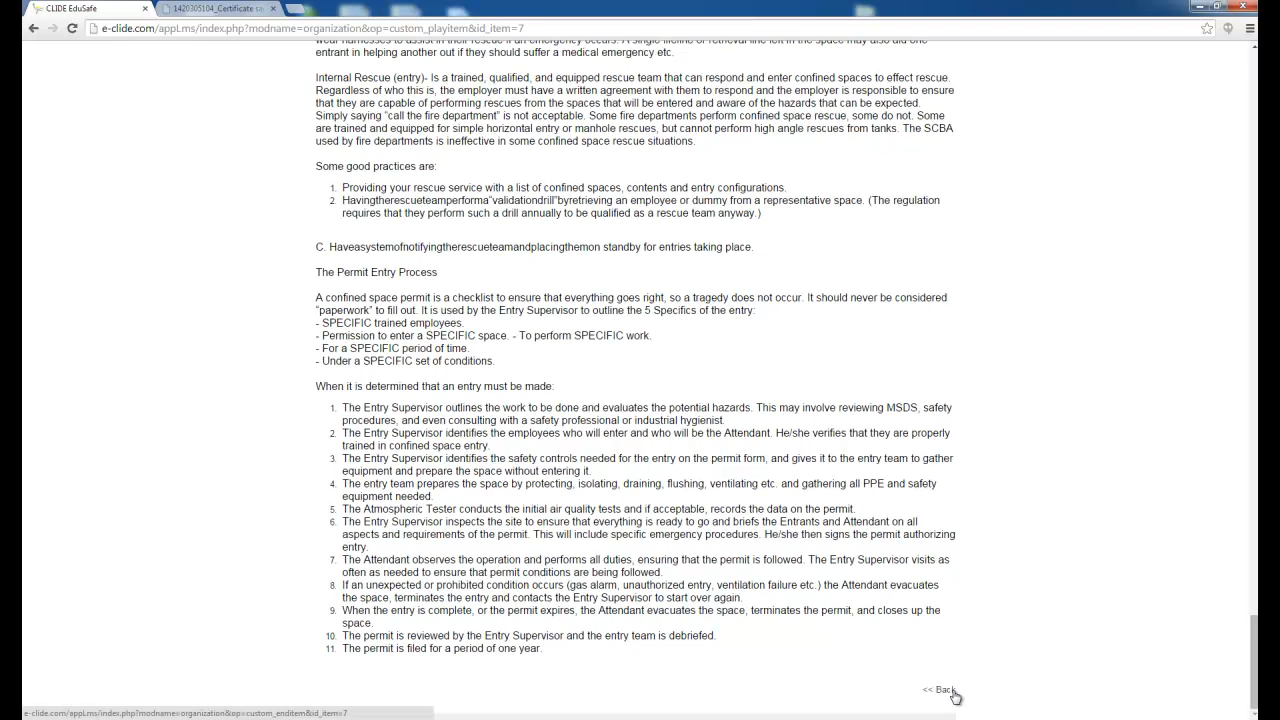 CLIDE EduSafe
1420305104_Certificate sa
e-clide.com/appLms/index.php?modname=organization&op=custom_playitem&id_item=7
wear harnesses to assist in their rescue if an emergency occurs. A single lifeline or retrieval line left in the space may also aid one
entrant in helping another out if they should suffer a medical emergency etc.
Internal Rescue (entry)- Is a trained, qualified, and equipped rescue team that can respond and enter confined spaces to effect rescue.
Regardless of who this is, the employer must have a written agreement with them to respond and the employer is responsible to ensure
that they are capable of performing rescues from the spaces that will be entered and aware of the hazards that can be expected.
Simply saying "call the fire department" is not acceptable. Some fire departments perform confined space rescue, some do not. Some
are trained and equipped for simple horizontal entry or manhole rescues, but cannot perform high angle rescues from tanks. The SCBA
used by fire departments is ineffective in some confined space rescue situations.
Some good practices are:
1. Providing your rescue service with a list of confined spaces, contents and entry configurations.
2. Havingtherescueteamperforma"validationdrill"byretrieving an employee or dummy from a representative space. (The regulation
requires that they perform such a drill annually to be qualified as a rescue team anyway.)
C. Haveasystemofnotifyingtherescueteamandplacingthemon standby for entries taking place.
The Permit Entry Process
A confined space permit is a checklist to ensure that everything goes right, so a tragedy does not occur. It should never be considered
"paperwork" to fill out. It is used by the Entry Supervisor to outline the 5 Specifics of the entry:
- SPECIFIC trained employees.
- Permission to enter a SPECIFIC space. - To perform SPECIFIC work.
- For a SPECIFIC period of time.
- Under a SPECIFIC set of conditions.
When it is determined that an entry must be made:
1. The Entry Supervisor outlines the work to be done and evaluates the potential hazards. This may involve reviewing MSDS, safety
procedures, and even consulting with a safety professional or industrial hygienist.
2. The Entry Supervisor identifies the employees who will enter and who will be the Attendant. He/she verifies that they are properly
trained in confined space entry.
3. The Entry Supervisor identifies the safety controls needed for the entry on the permit form, and gives it to the entry team to gather
equipment and prepare the space without entering it.
4. The entry team prepares the space by protecting, isolating, draining, flushing, ventilating etc. and gathering all PPE and safety
equipment needed.
5. The Atmospheric Tester conducts the initial air quality tests and if acceptable, records the data on the permit.
6. The Entry Supervisor inspects the site to ensure that everything is ready to go and briefs the Entrants and Attendant on all
aspects and requirements of the permit. This will include specific emergency procedures. He/she then signs the permit authorizing
entry.
7. The Attendant observes the operation and performs all duties, ensuring that the permit is followed. The Entry Supervisor visits as
often as needed to ensure that permit conditions are being followed.
8. If an unexpected or prohibited condition occurs (gas alarm, unauthorized entry, ventilation failure etc.) the Attendant evacuates
the space, terminates the entry and contacts the Entry Supervisor to start over again.
9. When the entry is complete, or the permit expires, the Attendant evacuates the space, terminates the permit, and closes up the
space.
10. The permit is reviewed by the Entry Supervisor and the entry team is debriefed.
11. The permit is filed for a period of one year.
<< Back
e-clide.com/appLms/index.php?modname=organization&op=custom_enditem&id_item=7